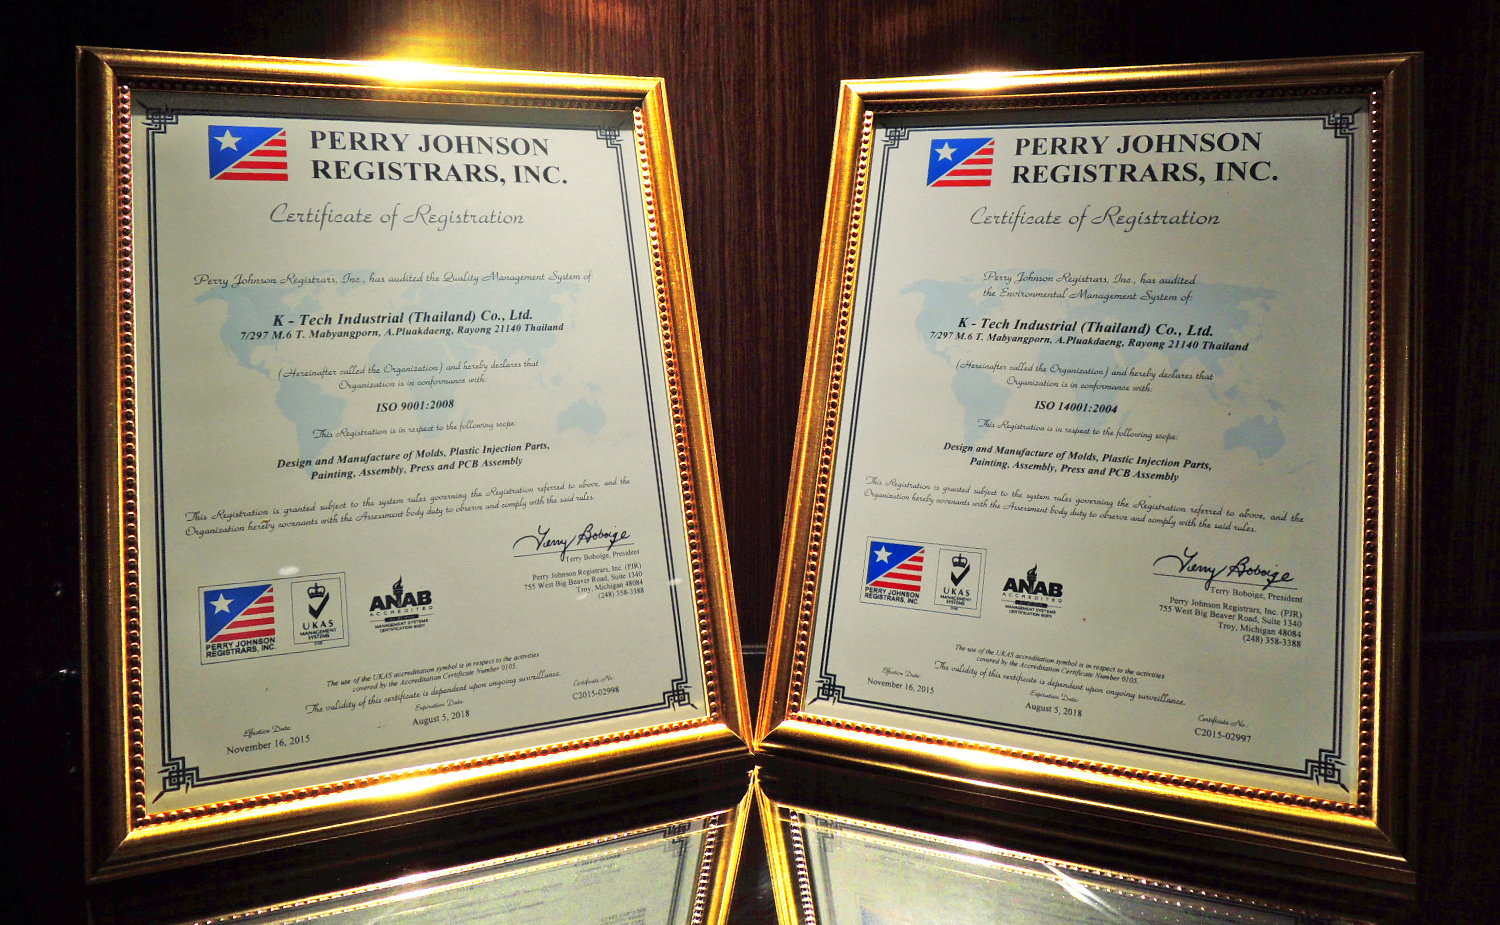 PERRY JOHNSON
REGISTRARS, INC.
Certificate of Registration
Perry Johnson Registrars, Inc., has audited the Quality Management System of:
K - Tech Industrial (Thailand) Co., Ltd.
7/297 M.6 T. Mabyangporn, A.Pluakdaeng, Rayong 21140 Thailand
(Hereinafter called the Organization) and hereby declares that
Organization is in conformance with:
ISO 9001:2008
This Registration is in respect to the following scope:
Design and Manufacture of Molds, Plastic Injection Parts,
Painting, Assembly, Press and PCB Assembly
This Registration is granted subject to the system rules governing the Registration referred to above, and the
Organization hereby covenants with the Assessment body duty to observe and comply with the said rules.
Terry Boboige
Terry Boboige, President
Perry Johnson Registrars, Inc. (PJR)
755 West Big Beaver Road, Suite 1340
Troy, Michigan 48084
(248) 358-3388
PERRY JOHNSON
REGISTRARS, INC.
UKAS
MANAGEMENT
SYSTEMS
ANAB
ACCREDITED
MANAGEMENT SYSTEMS
CERTIFICATION BODY
The use of the UKAS accreditation symbol is in respect to the activities
covered by the Accreditation Certificate Number 0105.
The validity of this certificate is dependent upon ongoing surveillance.
Effective Date:
November 16, 2015
Expiration Date:
August 5, 2018
Certificate No.:
C2015-02998
PERRY JOHNSON
REGISTRARS, INC.
Certificate of Registration
Perry Johnson Registrars, Inc., has audited
the Environmental Management System of:
K - Tech Industrial (Thailand) Co., Ltd.
7/297 M.6 T. Mabyangporn, A.Pluakdaeng, Rayong 21140 Thailand
(Hereinafter called the Organization) and hereby declares that
Organization is in conformance with:
ISO 14001:2004
This Registration is in respect to the following scope:
Design and Manufacture of Molds, Plastic Injection Parts,
Painting, Assembly, Press and PCB Assembly
This Registration is granted subject to the system rules governing the Registration referred to above, and the
Organization hereby covenants with the Assessment body duty to observe and comply with the said rules.
Terry Boboige
Terry Boboige, President
Perry Johnson Registrars, Inc. (PJR)
755 West Big Beaver Road, Suite 1340
Troy, Michigan 48084
(248) 358-3388
PERRY JOHNSON
REGISTRARS, INC.
UKAS
MANAGEMENT
SYSTEMS
ANAB
ACCREDITED
MANAGEMENT SYSTEMS
CERTIFICATION BODY
The use of the UKAS accreditation symbol is in respect to the activities
covered by the Accreditation Certificate Number 0105.
The validity of this certificate is dependent upon ongoing surveillance.
Effective Date:
November 16, 2015
Expiration Date:
August 5, 2018
Certificate No.:
C2015-02997